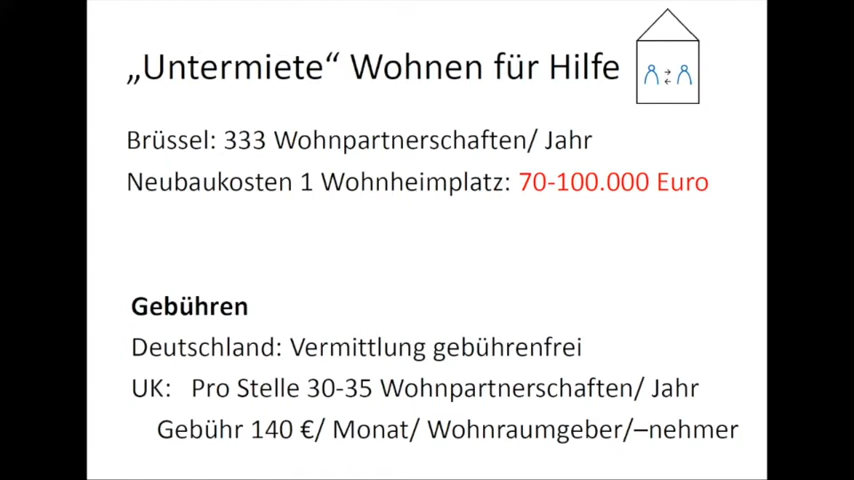 „Untermiete“ Wohnen für Hilfe
Brüssel: 333 Wohnpartnerschaften/ Jahr
Neubaukosten 1 Wohnheimplatz: 70-100.000 Euro
Gebühren
Deutschland: Vermittlung gebührenfrei
UK: Pro Stelle 30-35 Wohnpartnerschaften/ Jahr
Gebühr 140 €/ Monat/ Wohnraumgeber/–nehmer